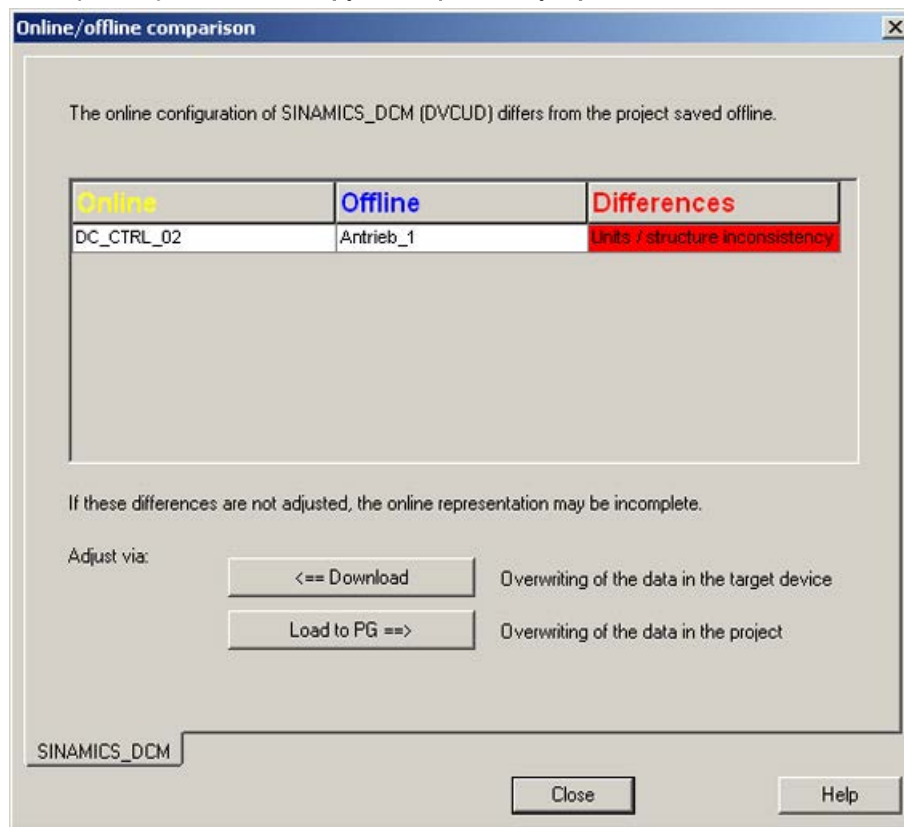 Online/offline comparison
The online configuration of SINAMICS_DCM (DVCUD) differs from the project saved offline.
Online Offline Differences
DC_CTRL_02 Antrieb_1 Units / structure inconsistency
If these differences are not adjusted, the online representation may be incomplete.
Adjust via:
<== Download Overwriting of the data in the target device
Load to PG ==> Overwriting of the data in the project
SINAMICS_DCM
Close Help